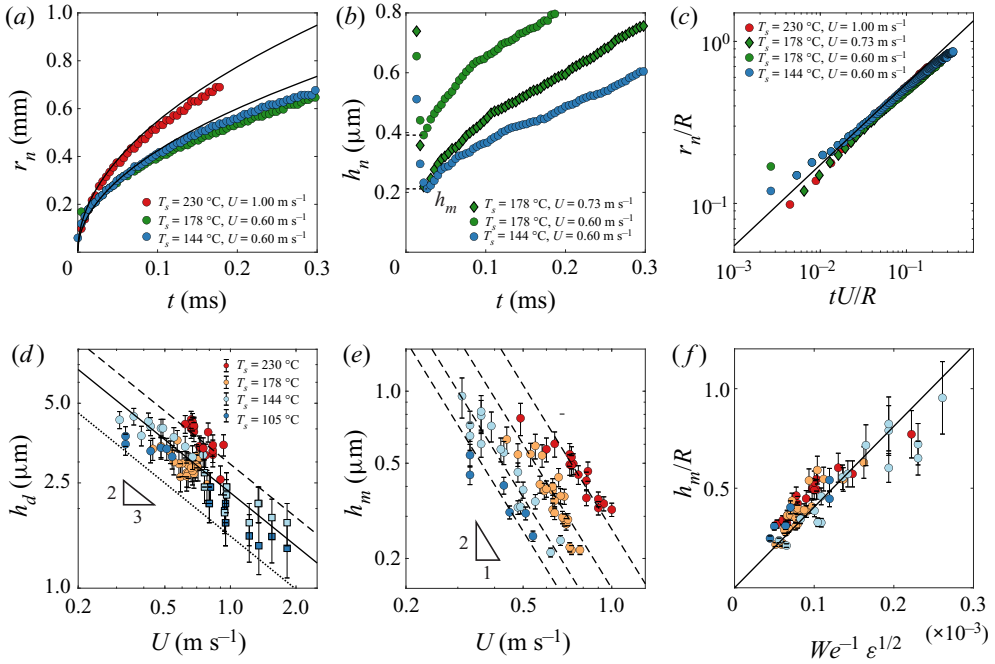 (a)
(b)
(c)
1.0
0.8
0.6
0.4
0.2
0
r_n (mm)
T_s = 230 °C, U = 1.00 m s⁻¹
T_s = 178 °C, U = 0.60 m s⁻¹
T_s = 144 °C, U = 0.60 m s⁻¹
0 0.1 0.2 0.3
t (ms)
0.8
0.6
0.4
0.2
h_n (μm)
h_m
T_s = 178 °C, U = 0.73 m s⁻¹
T_s = 178 °C, U = 0.60 m s⁻¹
T_s = 144 °C, U = 0.60 m s⁻¹
0 0.1 0.2 0.3
t (ms)
10⁰
10⁻¹
r_n/R
T_s = 230 °C, U = 1.00 m s⁻¹
T_s = 178 °C, U = 0.73 m s⁻¹
T_s = 178 °C, U = 0.60 m s⁻¹
T_s = 144 °C, U = 0.60 m s⁻¹
10⁻³ 10⁻² 10⁻¹
tU/R
(d)
(e)
(f)
5.0
2.5
1.0
h_d (μm)
T_s = 230 °C
T_s = 178 °C
T_s = 144 °C
T_s = 105 °C
2
3
0.2 0.5 1.0 2.0
U (m s⁻¹)
1.0
0.5
0.2
h_m (μm)
2
1
0.2 0.5 1.0
U (m s⁻¹)
1.0
0.5
h_m/R
0 0.1 0.2 0.3
(×10⁻³)
We⁻¹ ε^{1/2}